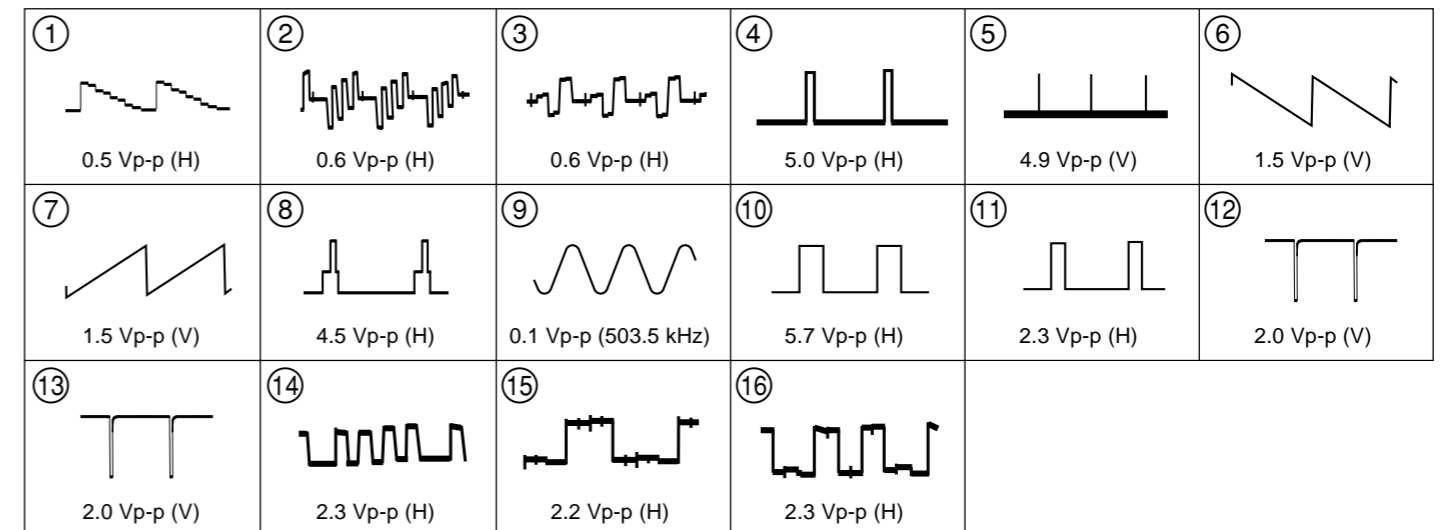 ① ② ③ ④ ⑤ ⑥
0.5 Vp-p (H) 0.6 Vp-p (H) 0.6 Vp-p (H) 5.0 Vp-p (H) 4.9 Vp-p (V) 1.5 Vp-p (V)
⑦ ⑧ ⑨ ⑩ ⑪ ⑫
1.5 Vp-p (V) 4.5 Vp-p (H) 0.1 Vp-p (503.5 kHz) 5.7 Vp-p (H) 2.3 Vp-p (H) 2.0 Vp-p (V)
⑬ ⑭ ⑮ ⑯
2.0 Vp-p (V) 2.3 Vp-p (H) 2.2 Vp-p (H) 2.3 Vp-p (H)